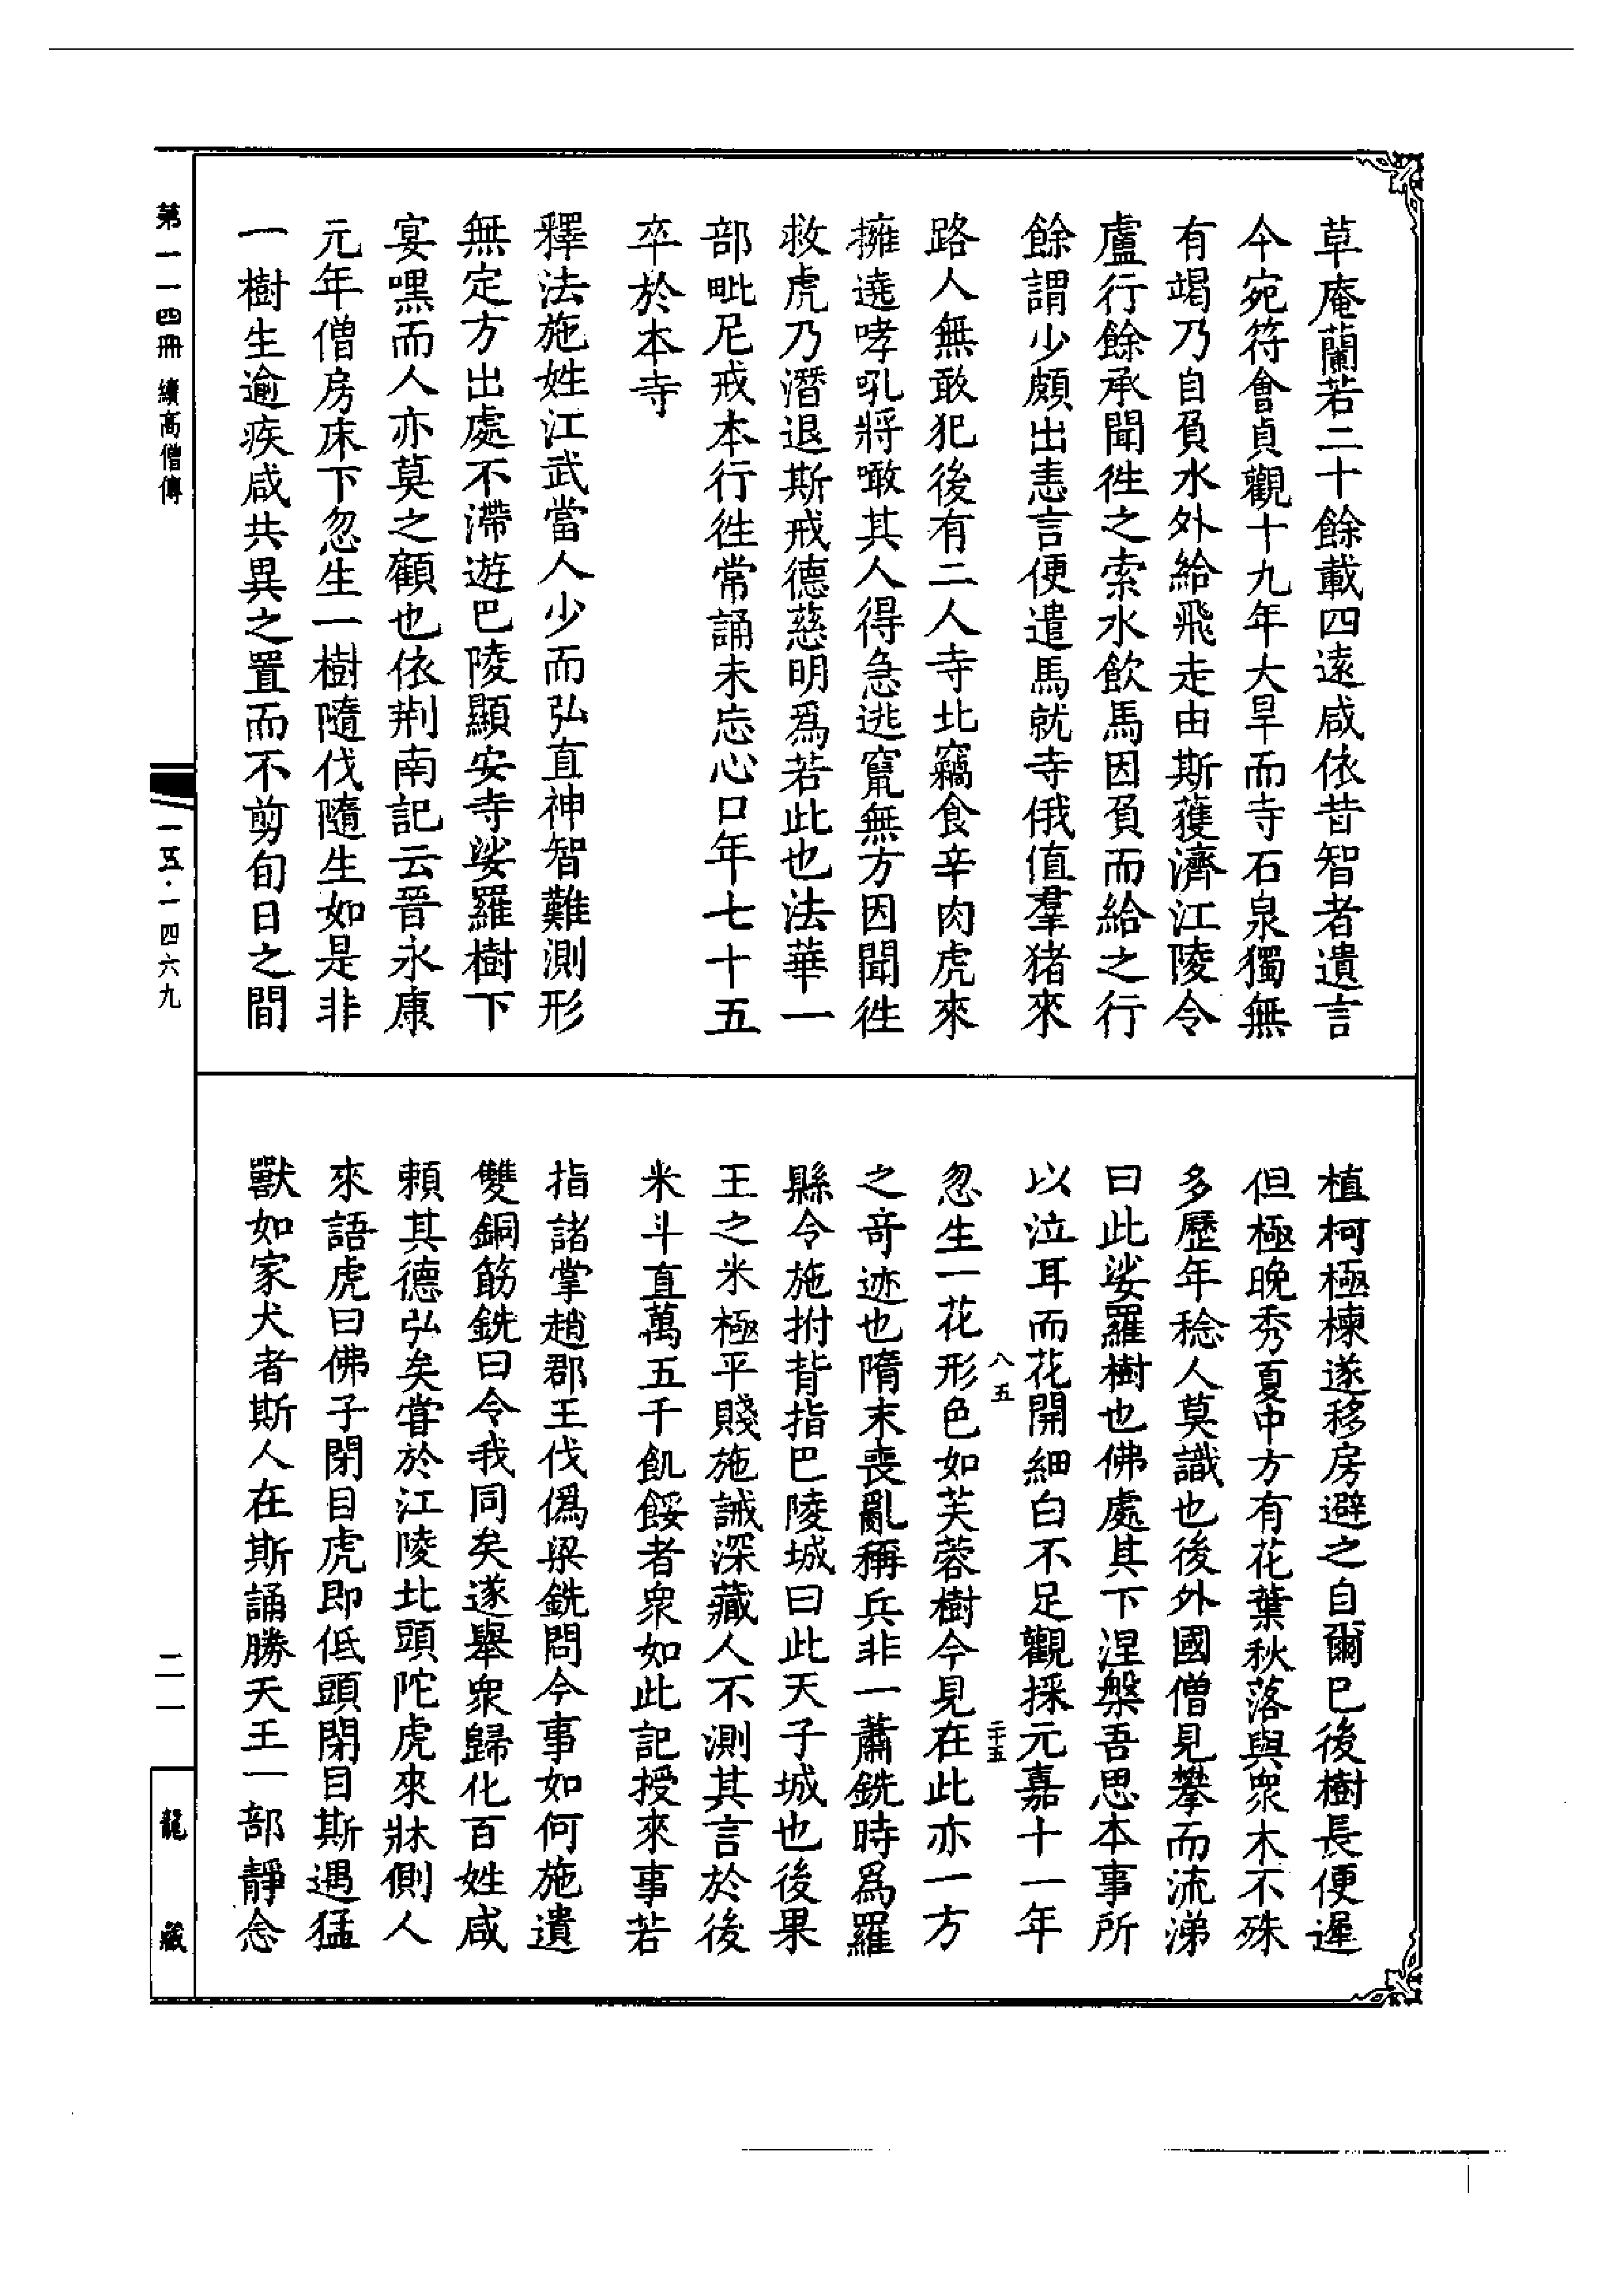 草庵蘭若二十餘載四遠咸依昔智者遺言
今宛符會貞觀十九年大旱而寺石泉獨無
有竭乃自負水外給飛走由斯蒦濟江陵令
盧行餘承聞徃之索水飲馬因負而給之行
餘謂少頗出恚言便遣馬就寺俄值羣猪來
路人無敢犯後有二人寺北竊食辛肉虎來
擁遶哮吼將噉其人得急逃竄無方因聞徃
救虎乃潛退斯戒德慈明爲若此也法華一
部毗尼戒本行徃常誦未忘心口年七十五
卒於本寺
釋法施姓江武當人少而弘直神智難測形
無定方出處不滯遊巴陵顯安寺娑羅樹下
宴嘿而人亦莫之顧也依荆南記云晉永康
元年僧房床下忽生一樹隨伐隨生如是非
一樹生逾疾咸共異之置而不剪旬日之間
植柯極棟遂移房避之自爾巳後樹長便遲
但極晚秀夏中方有花葉秋落與衆木不殊
多歷年稔人莫識也後外國僧見攀而流涕
曰此娑羅樹也佛處其下涅槃吾思本事所
以泣耳而花開細白不足觀採元嘉十一年
忽生一花形色如芙蓉樹今見在此亦一方
八五
二十五
之竒迹也隋末喪亂稱兵非一蕭銑時爲羅
縣令施拊背指巴陵城曰此天子城也後果
王之米極平賤施誡深藏人不測其言於後
米斗直萬五千飢餒者衆如此記授來事若
指諸掌趙郡王伐僞梁銑問今事如何施遺
雙銅筯銑曰令我同矣遂舉衆歸化百姓咸
賴其德弘矣甞於江陵北頭陀虎來牀側人
來語虎曰佛子閉目虎即低頭閉目斯遇猛
獸如家犬者斯人在斯誦勝天王一部靜念
第一一四冊 續高僧傳
一五·一四六九
二一
龍藏